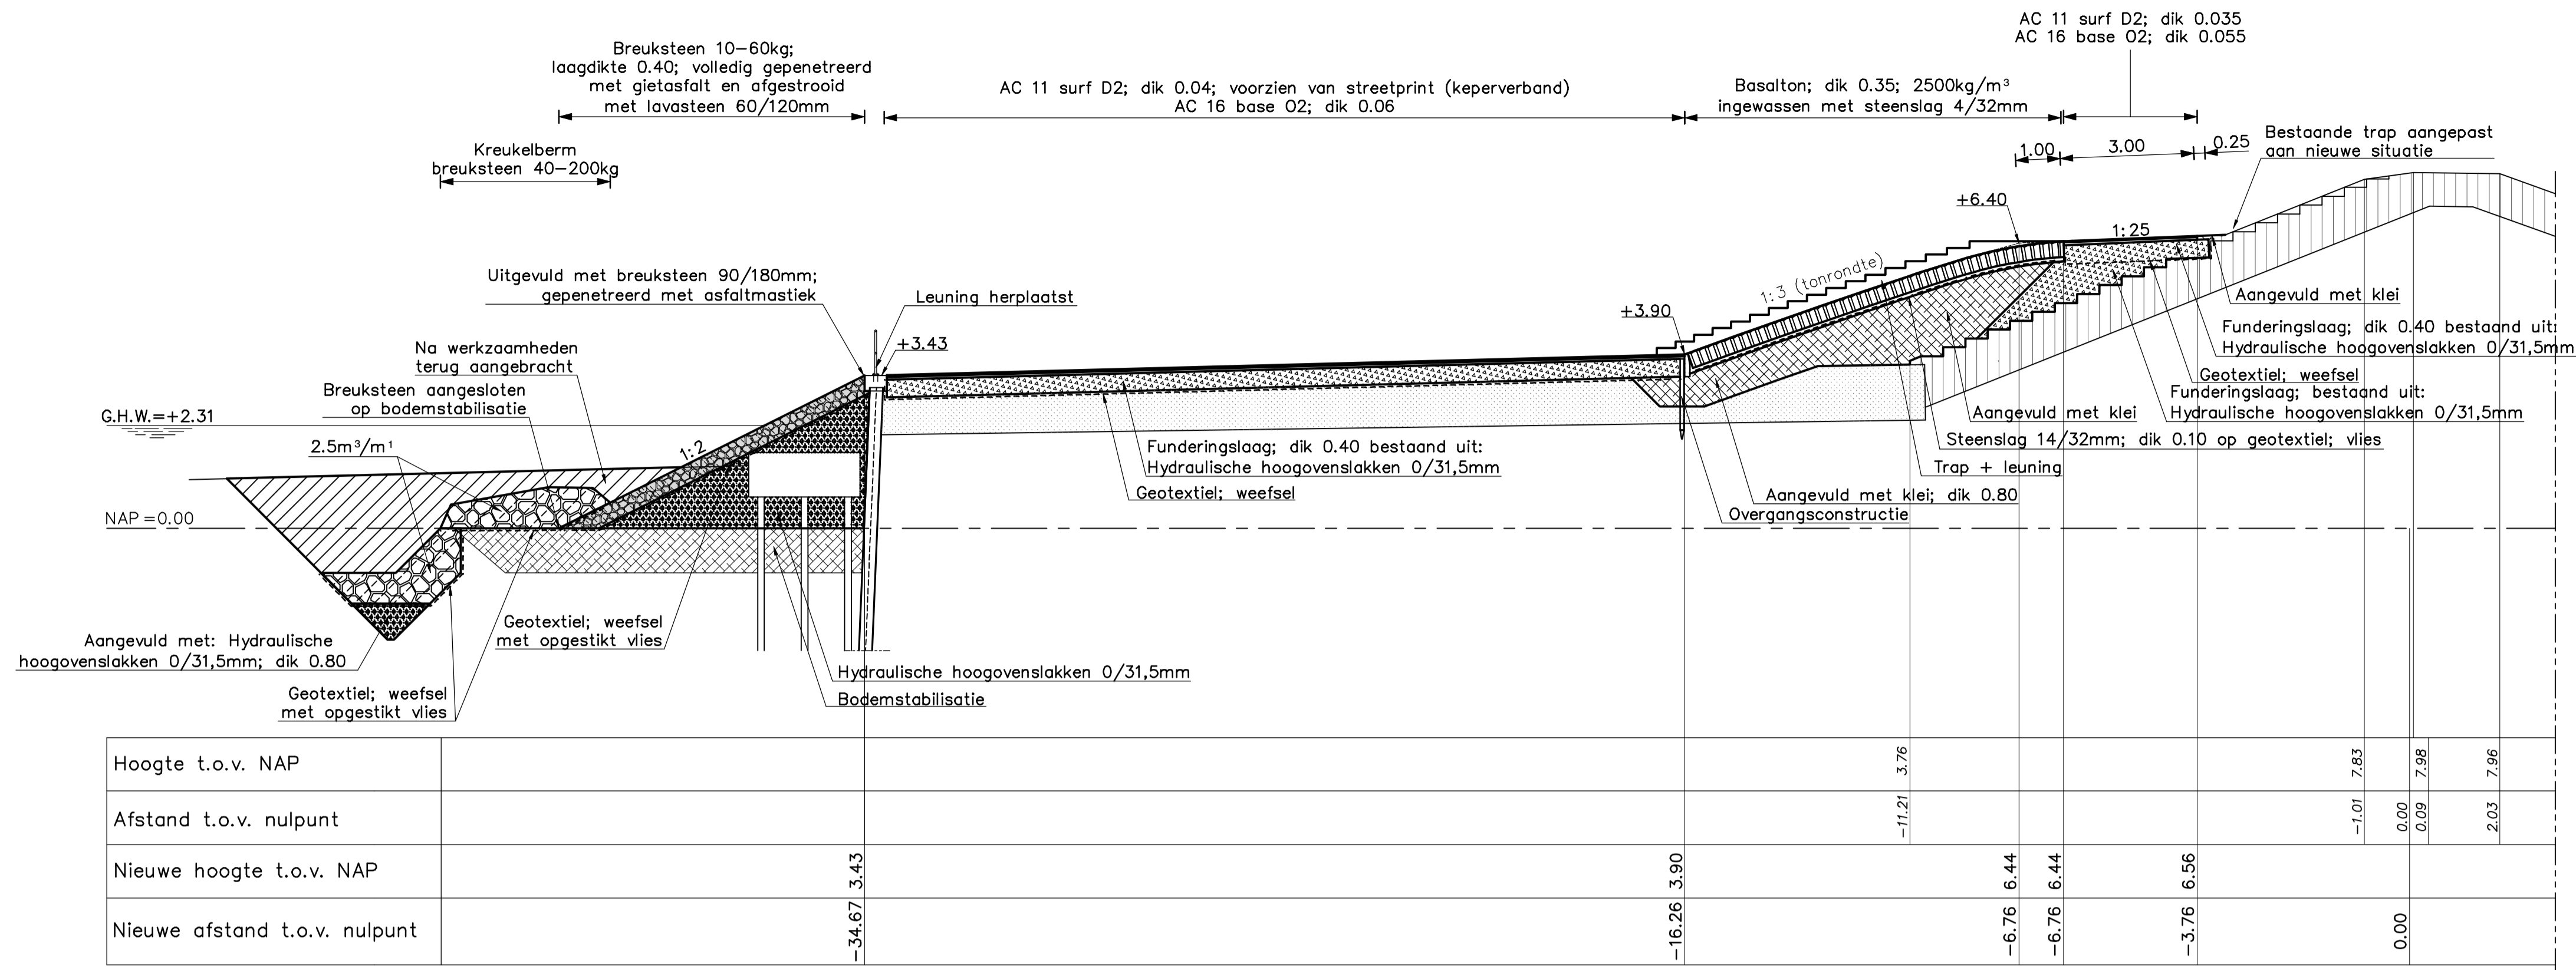 AC 11 surf D2; dik 0.035
AC 16 base O2; dik 0.055
Breuksteen 10-60kg;
laagdikte 0.40; volledig gepenetreerd
met gietasfalt en afgestrooid
met lavasteen 60/120mm
AC 11 surf D2; dik 0.04; voorzien van streetprint (keperverband)
AC 16 base O2; dik 0.06
Basalton; dik 0.35; 2500kg/m³
ingewassen met steenslag 4/32mm
Kreukelberm
breuksteen 40-200kg
1.00
3.00
0.25
Bestaande trap aangepast
aan nieuwe situatie
+6.40
1:25
1:3 (tonrondte)
Uitgevuld met breuksteen 90/180mm;
gepenetreerd met asfaltmastiek
Leuning herplaatst
+3.43
+3.90
Aangevuld met klei
Funderingslaag; dik 0.40 bestaand uit:
Hydraulische hoogovenslakken 0/31,5mm
Geotextiel; weefsel
Funderingslaag; bestaand uit:
Hydraulische hoogovenslakken 0/31,5mm
Na werkzaamheden
terug aangebracht
Breuksteen aangesloten
op bodemstabilisatie
G.H.W.=+2.31
2.5m³/m¹
1:2
Aangevuld met klei
Steenslag 14/32mm; dik 0.10 op geotextiel; vlies
Trap + leuning
Aangevuld met klei; dik 0.80
Overgangsconstructie
Funderingslaag; dik 0.40 bestaand uit:
Hydraulische hoogovenslakken 0/31,5mm
Geotextiel; weefsel
NAP=0.00
Geotextiel; weefsel
met opgestikt vlies
Aangevuld met: Hydraulische
hoogovenslakken 0/31,5mm; dik 0.80
Hydraulische hoogovenslakken 0/31,5mm
Bodemstabilisatie
Geotextiel; weefsel
met opgestikt vlies
Hoogte t.o.v. NAP 3.76 7.83 7.98 7.96
Afstand t.o.v. nulpunt -11.21 -1.01 0.00 0.09 2.03
Nieuwe hoogte t.o.v. NAP 3.43 3.90 6.44 6.44 6.56
Nieuwe afstand t.o.v. nulpunt -34.67 -16.26 -6.76 -6.76 -3.76 0.00